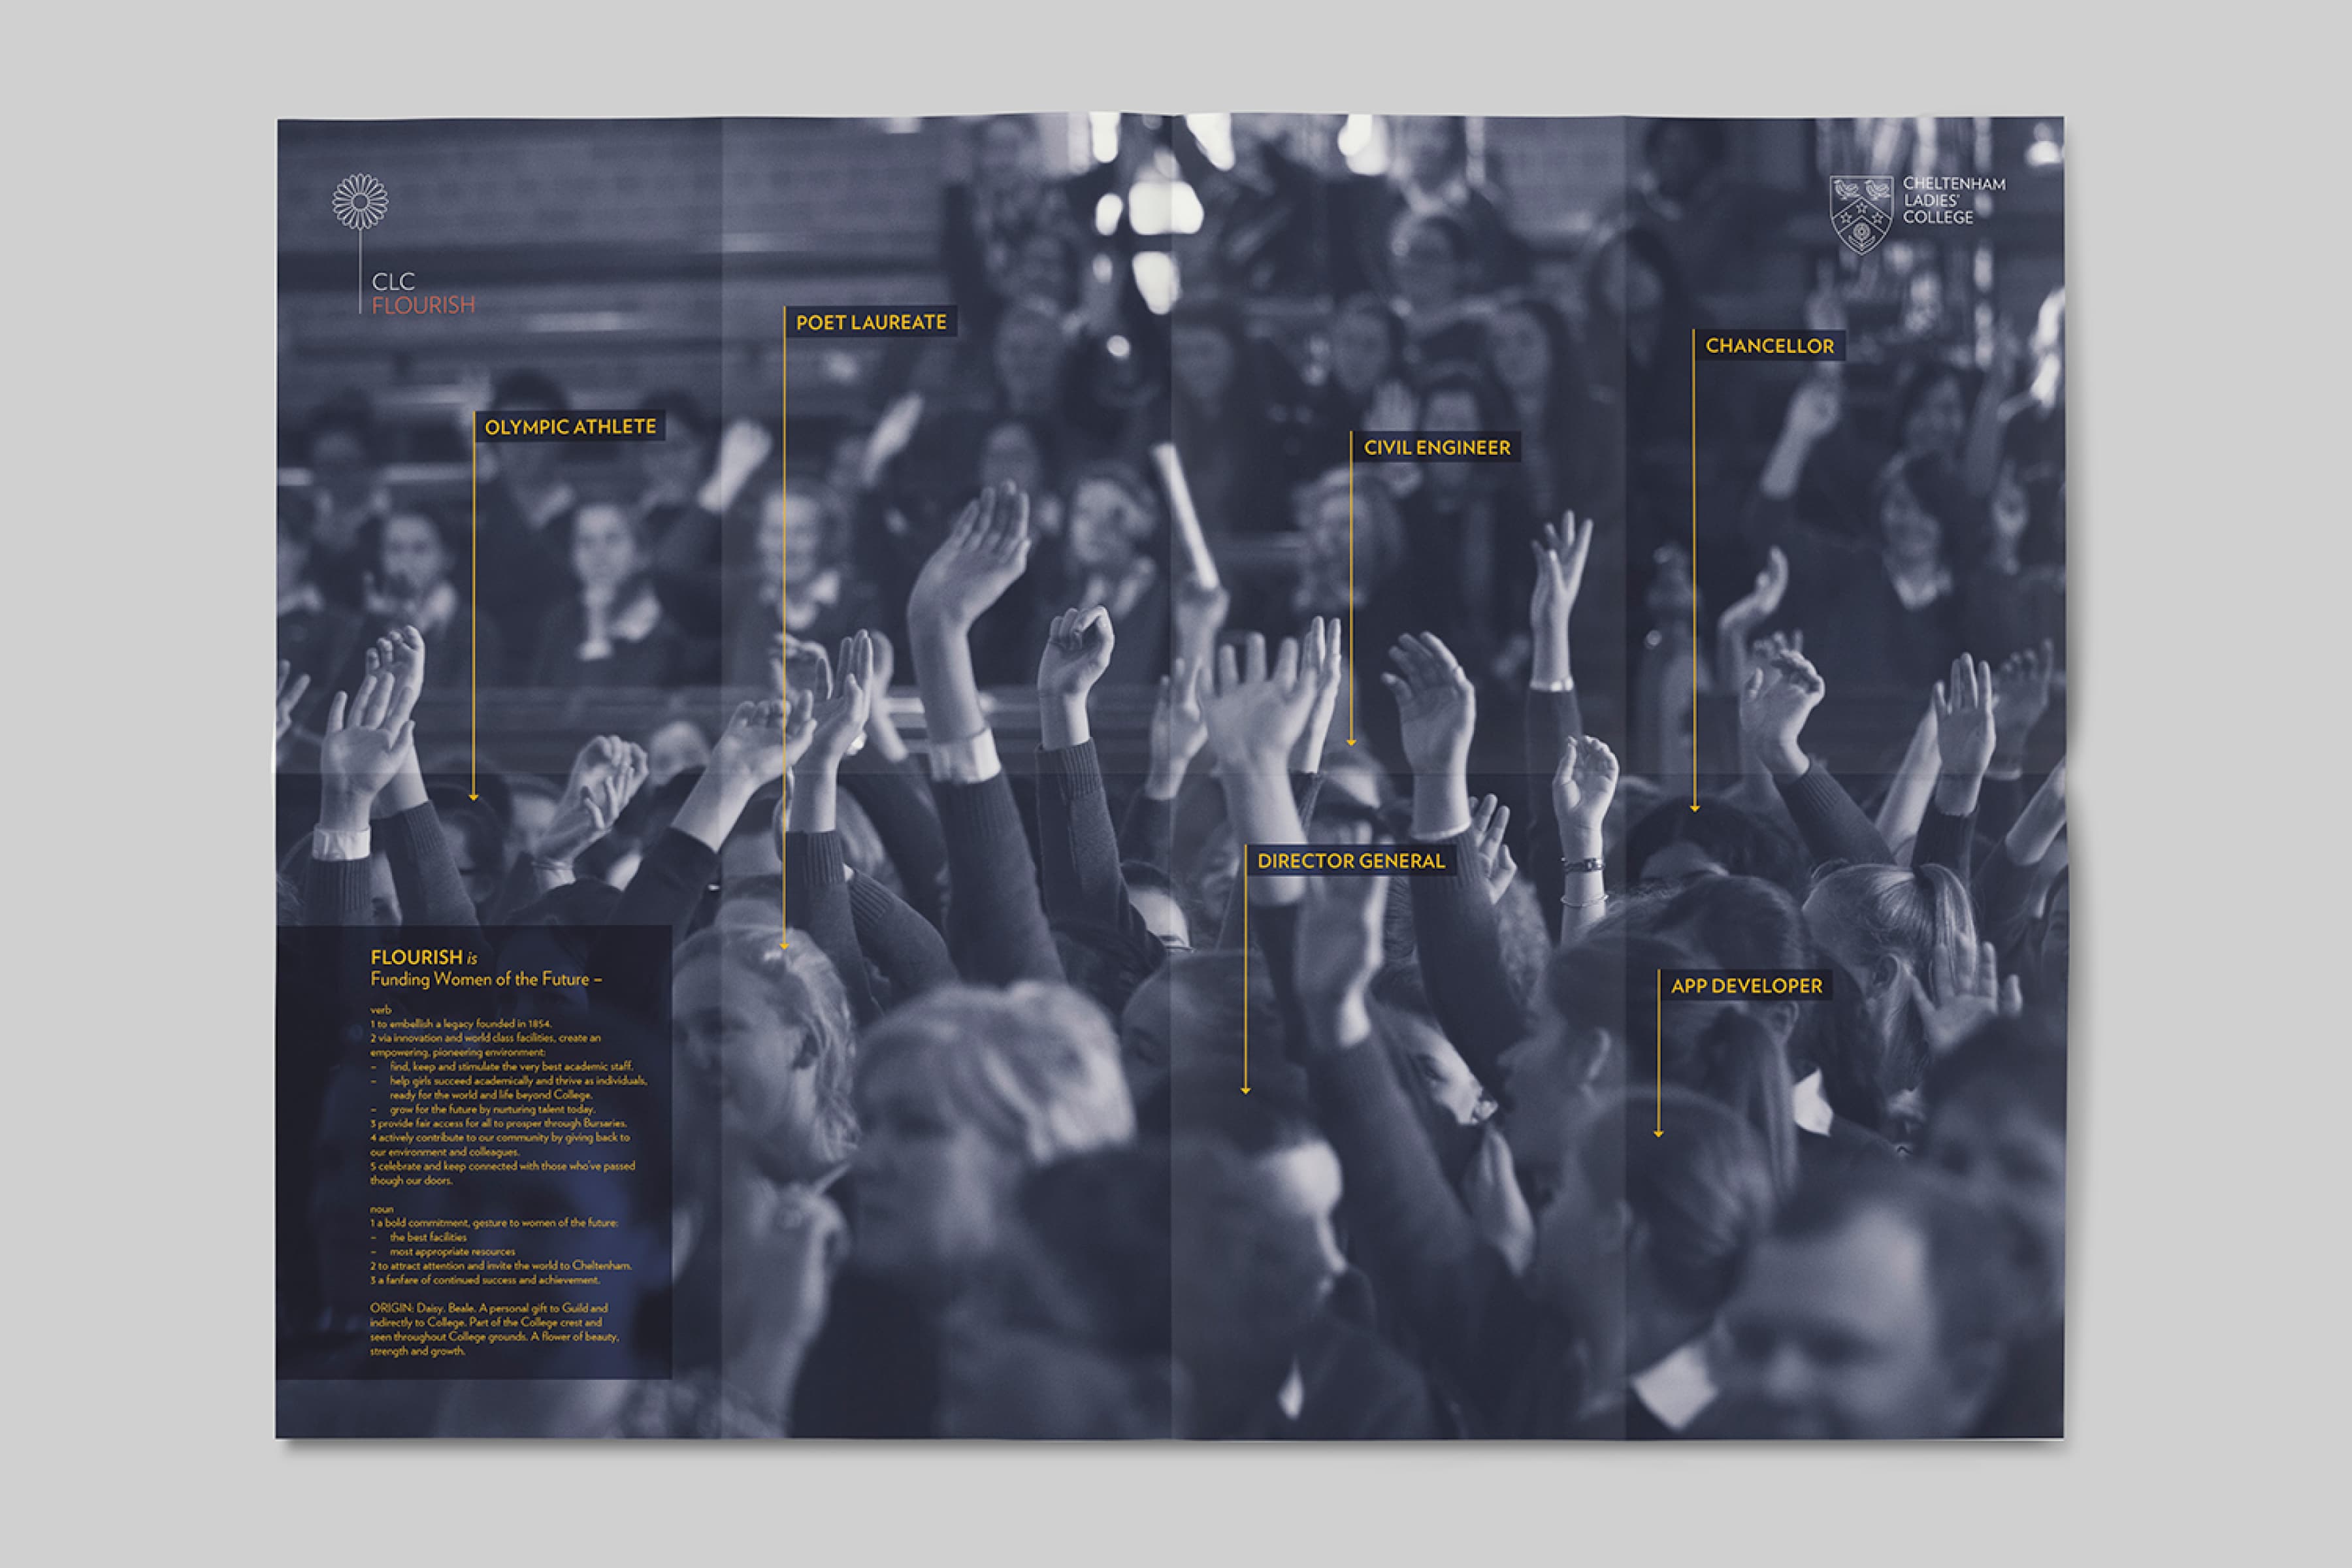 CLC
FLOURISH
CHELTENHAM
LADIES'
COLLEGE
POET LAUREATE
CHANCELLOR
OLYMPIC ATHLETE
CIVIL ENGINEER
DIRECTOR GENERAL
APP DEVELOPER
FLOURISH is
Funding Women of the Future –
verb
1 to embellish a legacy founded in 1854.
2 via innovation and world class facilities, create an
empowering, pioneering environment:
– find, keep and stimulate the very best academic staff.
– help girls succeed academically and thrive as individuals,
ready for the world and life beyond College.
– grow for the future by nurturing talent today.
3 provide fair access for all to prosper through Bursaries.
4 actively contribute to our community by giving back to
our environment and colleagues.
5 celebrate and keep connected with those who've passed
though our doors.
noun
1 a bold commitment, gesture to women of the future:
– the best facilities
– most appropriate resources
2 to attract attention and invite the world to Cheltenham.
3 a fanfare of continued success and achievement.
ORIGIN: Daisy. Beale. A personal gift to Guild and
indirectly to College. Part of the College crest and
seen throughout College grounds. A flower of beauty,
strength and growth.